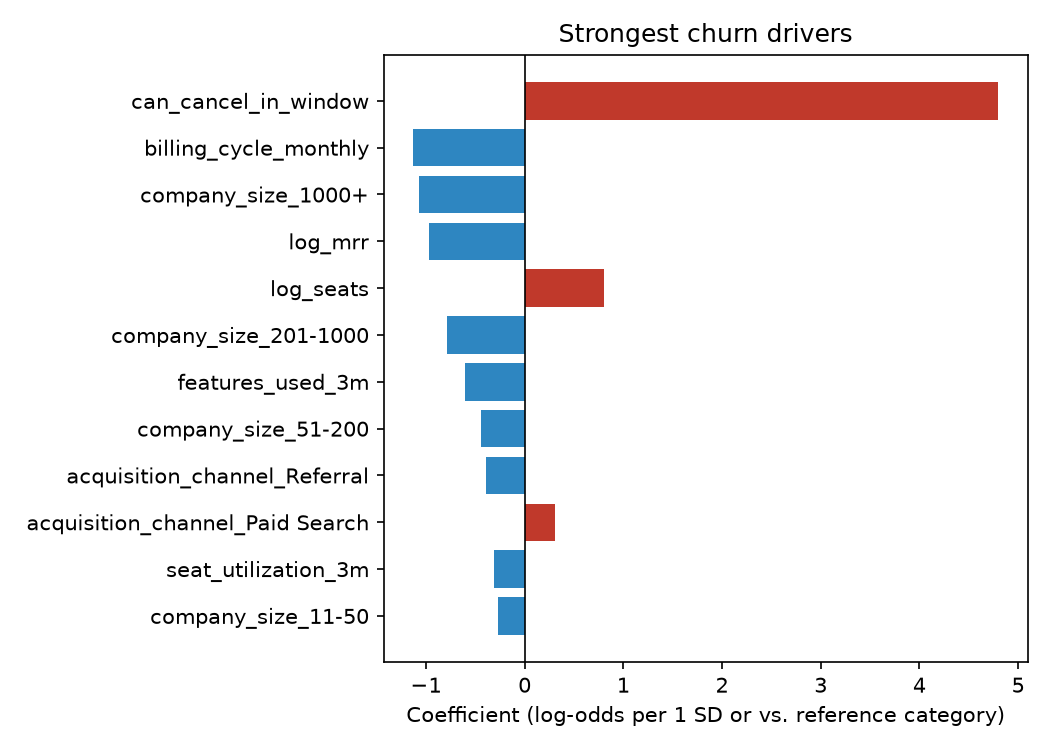 Strongest churn drivers
can_cancel_in_window
billing_cycle_monthly
company_size_1000+
log_mrr
log_seats
company_size_201-1000
features_used_3m
company_size_51-200
acquisition_channel_Referral
acquisition_channel_Paid Search
seat_utilization_3m
company_size_11-50
−1 0 1 2 3 4 5
Coefficient (log-odds per 1 SD or vs. reference category)